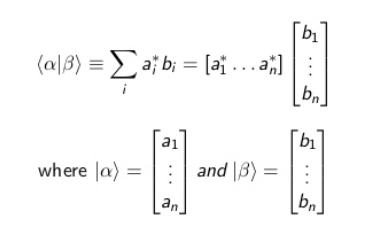 ⟨α|β⟩ ≡ ∑_i a_i^* b_i = [a_1^* … a_n^*] [b_1 ⋮ b_n]
where |α⟩ = [a_1 ⋮ a_n] and |β⟩ = [b_1 ⋮ b_n]